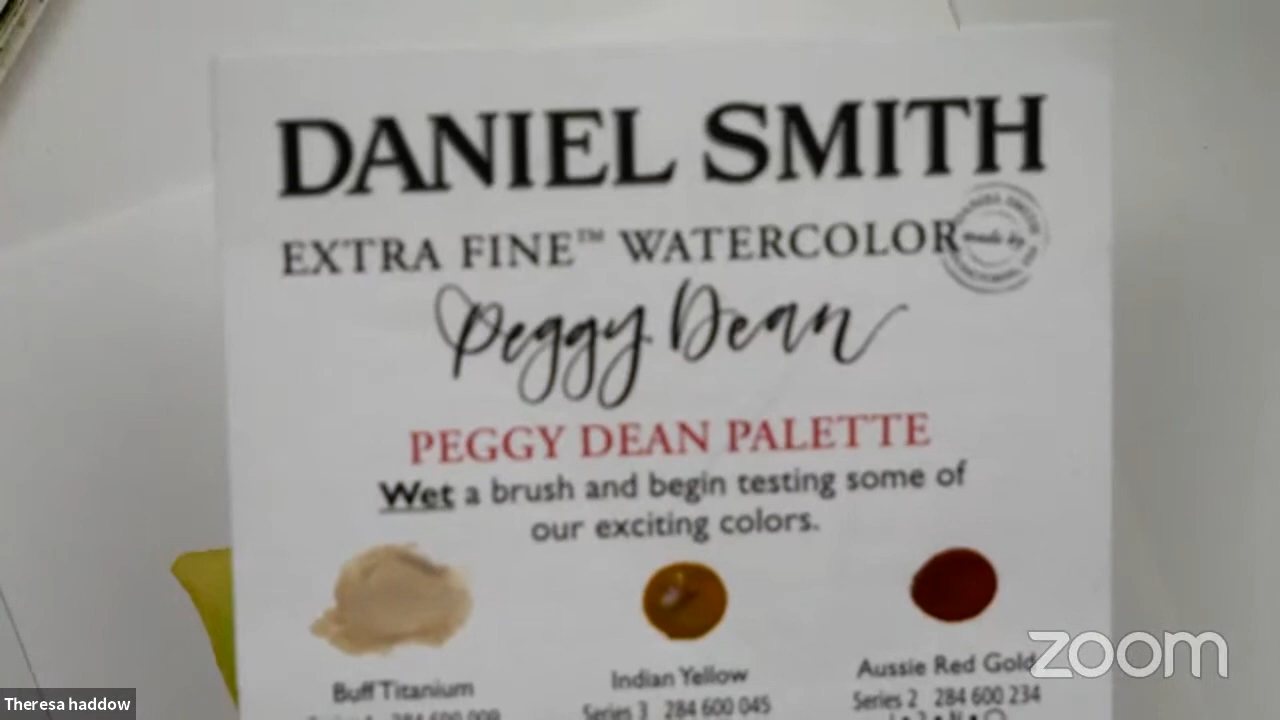 DANIEL SMITH
EXTRA FINE™ WATERCOLOR
made by
Peggy Dean
PEGGY DEAN PALETTE
Wet a brush and begin testing some of
our exciting colors.
Buff Titanium Indian Yellow Aussie Red Gold
Series 3 284 600 045 Series 2 284 600 234
zoom
Theresa haddow